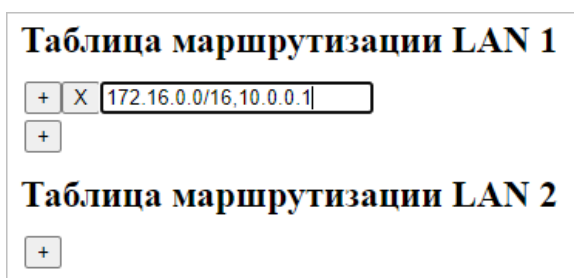 Таблица маршрутизации LAN 1
+ X 172.16.0.0/16,10.0.0.1
+
Таблица маршрутизации LAN 2
+